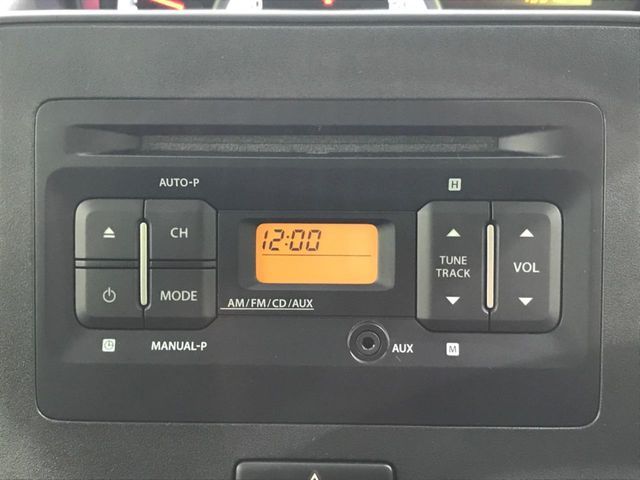 AUTO-P
H
CH
12:00
TUNE
TRACK
VOL
MODE
AM/FM/CD/AUX
MANUAL-P
AUX
M